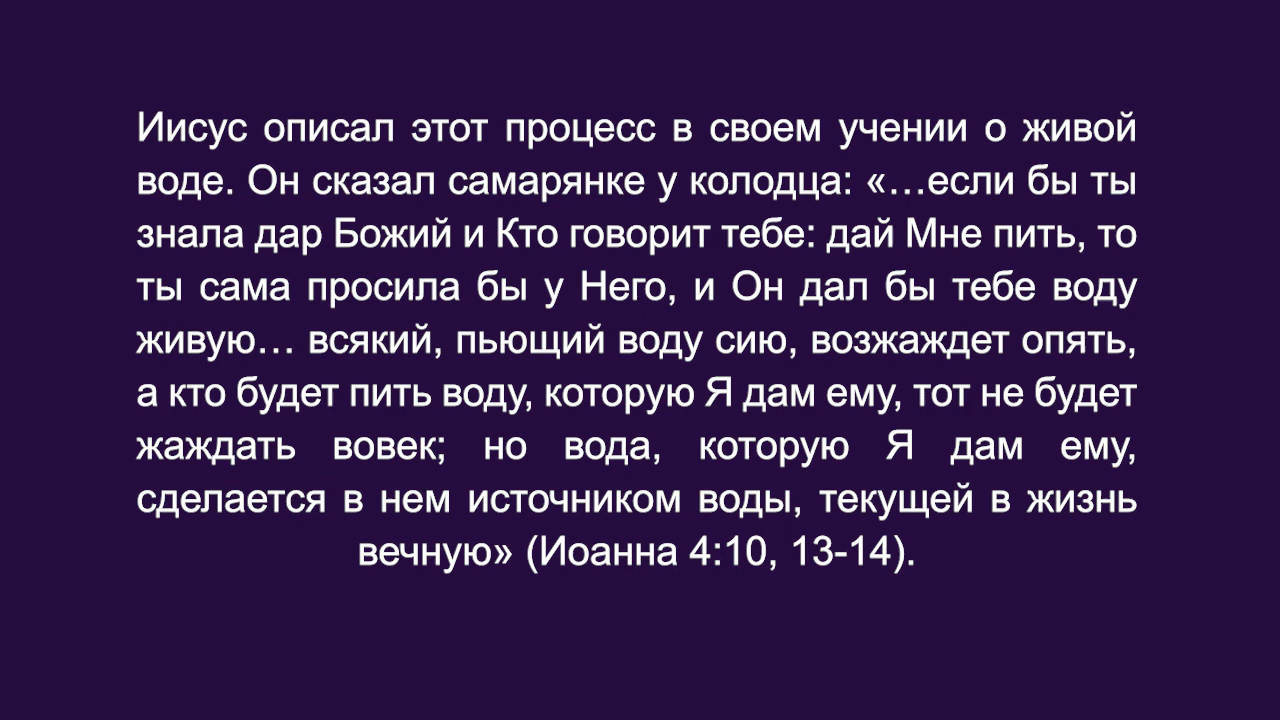 Иисус описал этот процесс в своем учении о живой
воде. Он сказал самарянке у колодца: «…если бы ты
знала дар Божий и Кто говорит тебе: дай Мне пить, то
ты сама просила бы у Него, и Он дал бы тебе воду
живую… всякий, пьющий воду сию, возжаждет опять,
а кто будет пить воду, которую Я дам ему, тот не будет
жаждать вовек; но вода, которую Я дам ему,
сделается в нем источником воды, текущей в жизнь
вечную» (Иоанна 4:10, 13-14).